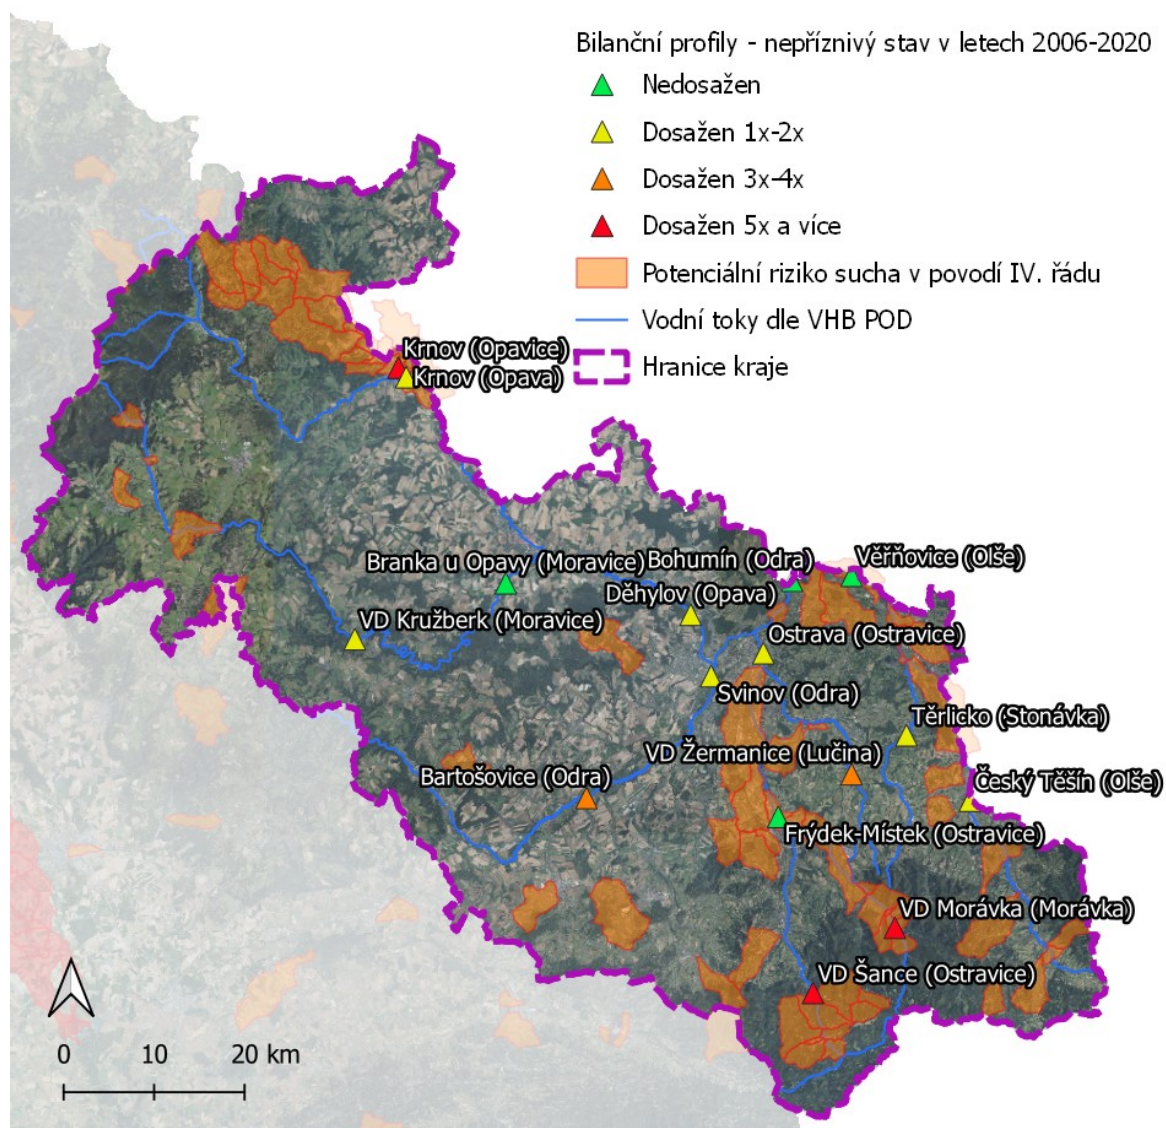 Bilanční profily - nepříznivý stav v letech 2006-2020
Nedosažen
Dosažen 1x-2x
Dosažen 3x-4x
Dosažen 5x a více
Potenciální riziko sucha v povodí IV. řádu
Vodní toky dle VHB POD
Hranice kraje
Krnov (Opavice)
Krnov (Opava)
Branka u Opavy (Moravice)
Bohumín (Odra)
Věřňovice (Olše)
Děhylov (Opava)
VD Kružberk (Moravice)
Ostrava (Ostravice)
Svinov (Odra)
Těrlicko (Stonávka)
VD Žermanice (Lučina)
Bartošovice (Odra)
Český Těšín (Olše)
Frýdek-Místek (Ostravice)
VD Morávka (Morávka)
VD Šance (Ostravice)
0 10 20 km